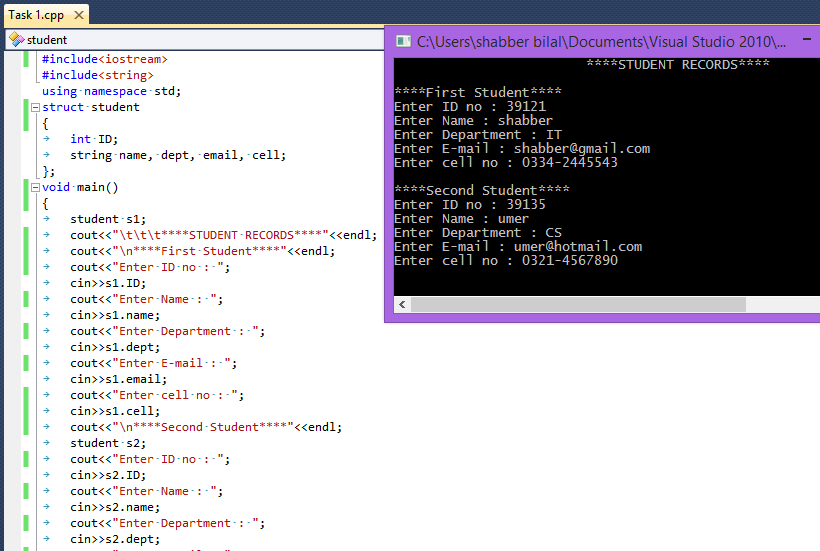 Task 1.cpp
student
#include<iostream>
#include<string>
using namespace std;
struct student
{
int ID;
string name, dept, email, cell;
};
void main()
{
student s1;
cout<<"\t\t\t****STUDENT RECORDS****"<<endl;
cout<<"\n****First Student****"<<endl;
cout<<"Enter ID no : ";
cin>>s1.ID;
cout<<"Enter Name : ";
cin>>s1.name;
cout<<"Enter Department : ";
cin>>s1.dept;
cout<<"Enter E-mail : ";
cin>>s1.email;
cout<<"Enter cell no : ";
cin>>s1.cell;
cout<<"\n****Second Student****"<<endl;
student s2;
cout<<"Enter ID no : ";
cin>>s2.ID;
cout<<"Enter Name : ";
cin>>s2.name;
cout<<"Enter Department : ";
cin>>s2.dept;
C:\Users\shabber bilal\Documents\Visual Studio 2010\...
****STUDENT RECORDS****
****First Student****
Enter ID no : 39121
Enter Name : shabber
Enter Department : IT
Enter E-mail : shabber@gmail.com
Enter cell no : 0334-2445543
****Second Student****
Enter ID no : 39135
Enter Name : umer
Enter Department : CS
Enter E-mail : umer@hotmail.com
Enter cell no : 0321-4567890